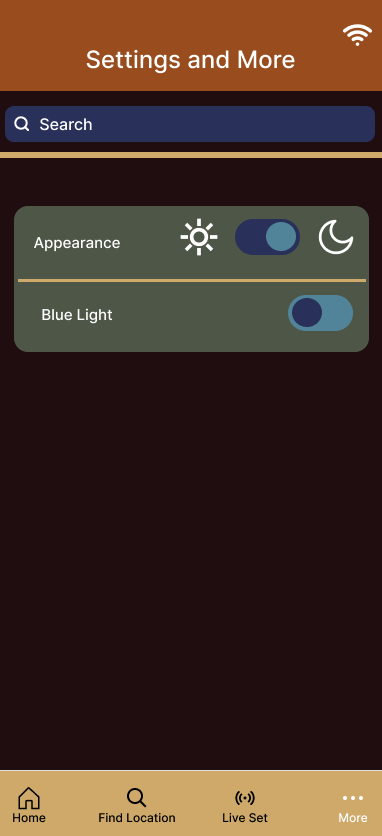 Settings and More
Search
Appearance
Blue Light
Home
Find Location
Live Set
More